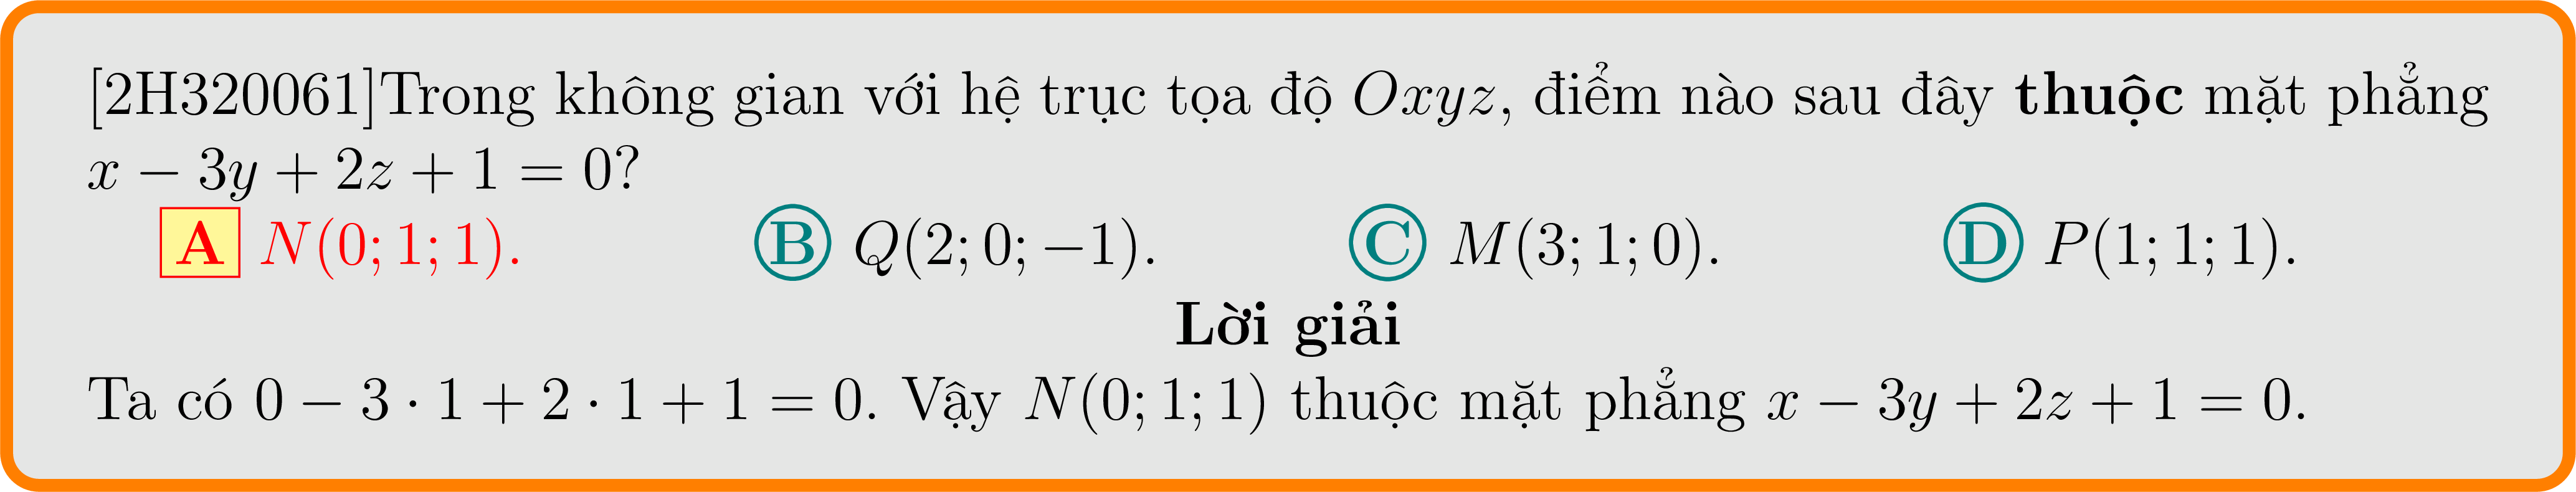 [2H320061]Trong không gian với hệ trục tọa độ Oxyz, điểm nào sau đây thuộc mặt phẳng
x − 3y + 2z + 1 = 0?
A N(0; 1; 1). B Q(2; 0; −1). C M(3; 1; 0). D P(1; 1; 1).
Lời giải
Ta có 0 − 3 · 1 + 2 · 1 + 1 = 0. Vậy N(0; 1; 1) thuộc mặt phẳng x − 3y + 2z + 1 = 0.